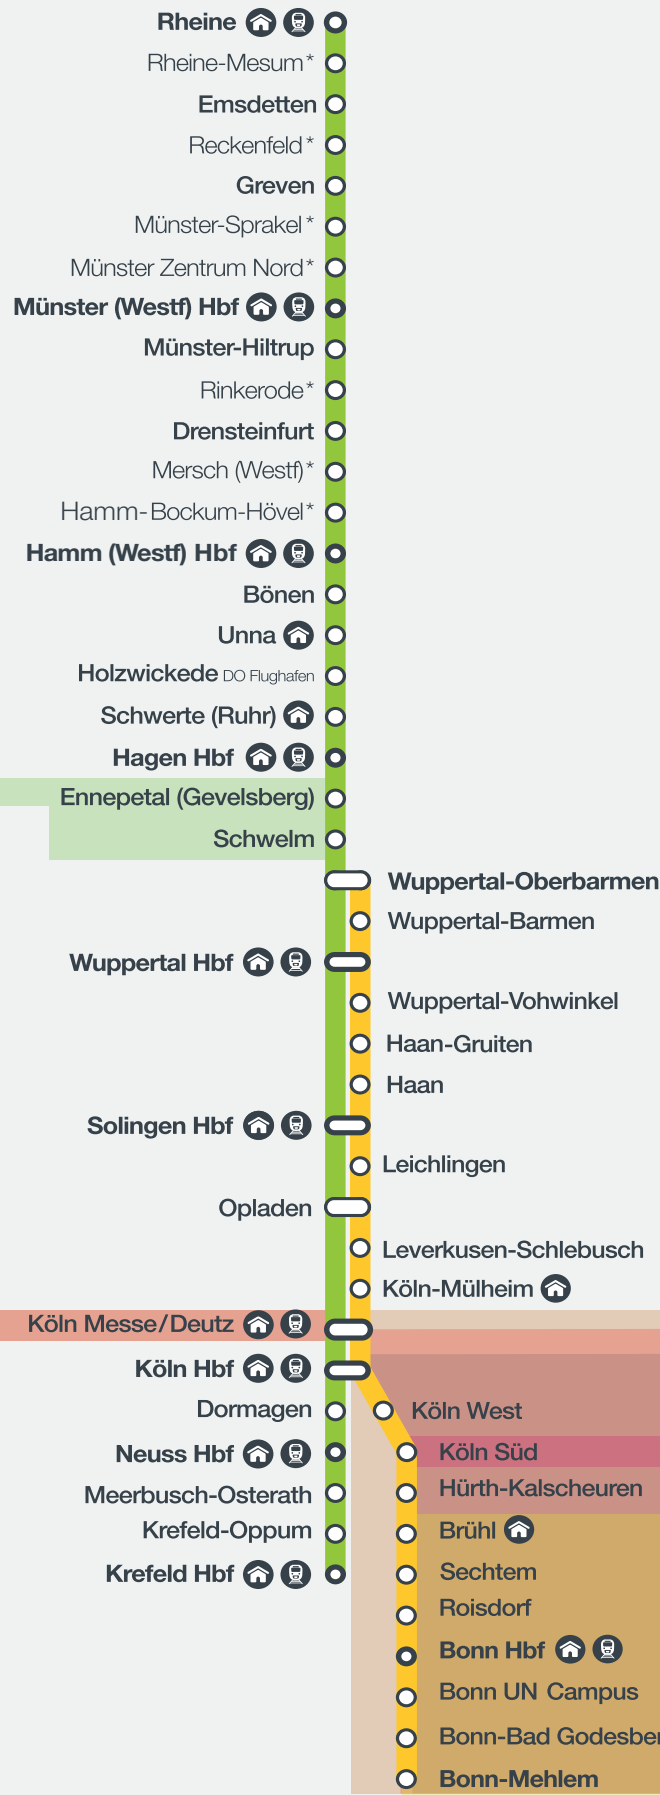 Rheine
Rheine-Mesum*
Emsdetten
Reckenfeld*
Greven
Münster-Sprakel*
Münster Zentrum Nord*
Münster (Westf) Hbf
Münster-Hiltrup
Rinkerode*
Drensteinfurt
Mersch (Westf)*
Hamm-Bockum-Hövel*
Hamm (Westf) Hbf
Bönen
Unna
Holzwickede DO Flughafen
Schwerte (Ruhr)
Hagen Hbf
Ennepetal (Gevelsberg)
Schwelm
Wuppertal-Oberbarmen
Wuppertal-Barmen
Wuppertal Hbf
Wuppertal-Vohwinkel
Haan-Gruiten
Haan
Solingen Hbf
Leichlingen
Opladen
Leverkusen-Schlebusch
Köln-Mülheim
Köln Messe/Deutz
Köln Hbf
Dormagen
Köln West
Neuss Hbf
Köln Süd
Meerbusch-Osterath
Hürth-Kalscheuren
Krefeld-Oppum
Brühl
Krefeld Hbf
Sechtem
Roisdorf
Bonn Hbf
Bonn UN Campus
Bonn-Bad Godesber
Bonn-Mehlem